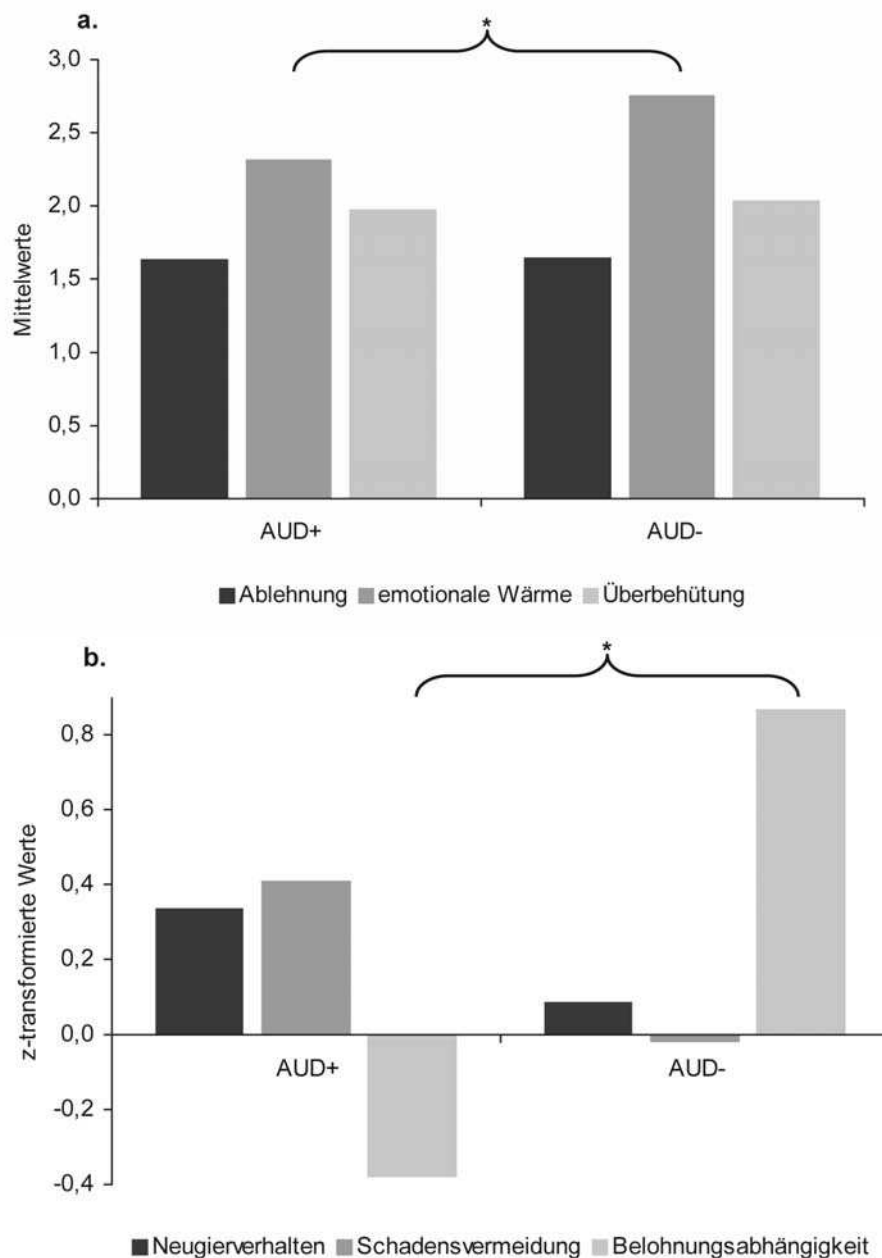 a.
*
3,0
2,5
2,0
1,5
1,0
0,5
0,0
Mittelwerte
AUD+ AUD-
Ablehnung emotionale Wärme Überbehütung
b.
*
0,8
0,6
0,4
0,2
0,0
-0,2
-0,4
z-transformierte Werte
AUD+ AUD-
Neugierverhalten Schadensvermeidung Belohnungsabhängigkeit